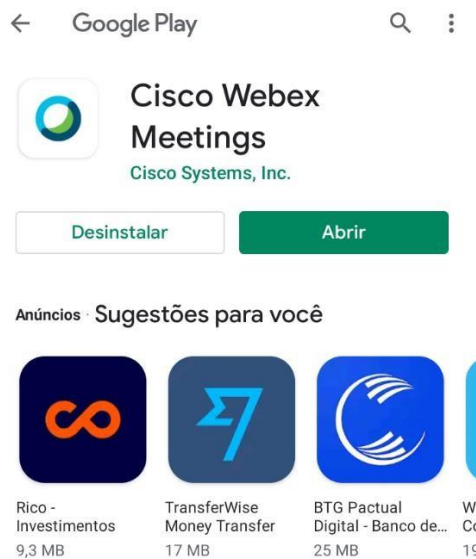 Google Play
Cisco Webex
Meetings
Cisco Systems, Inc.
Desinstalar
Abrir
Anúncios · Sugestões para você
Rico -
Investimentos
9,3 MB
TransferWise
Money Transfer
17 MB
BTG Pactual
Digital - Banco de...
25 MB